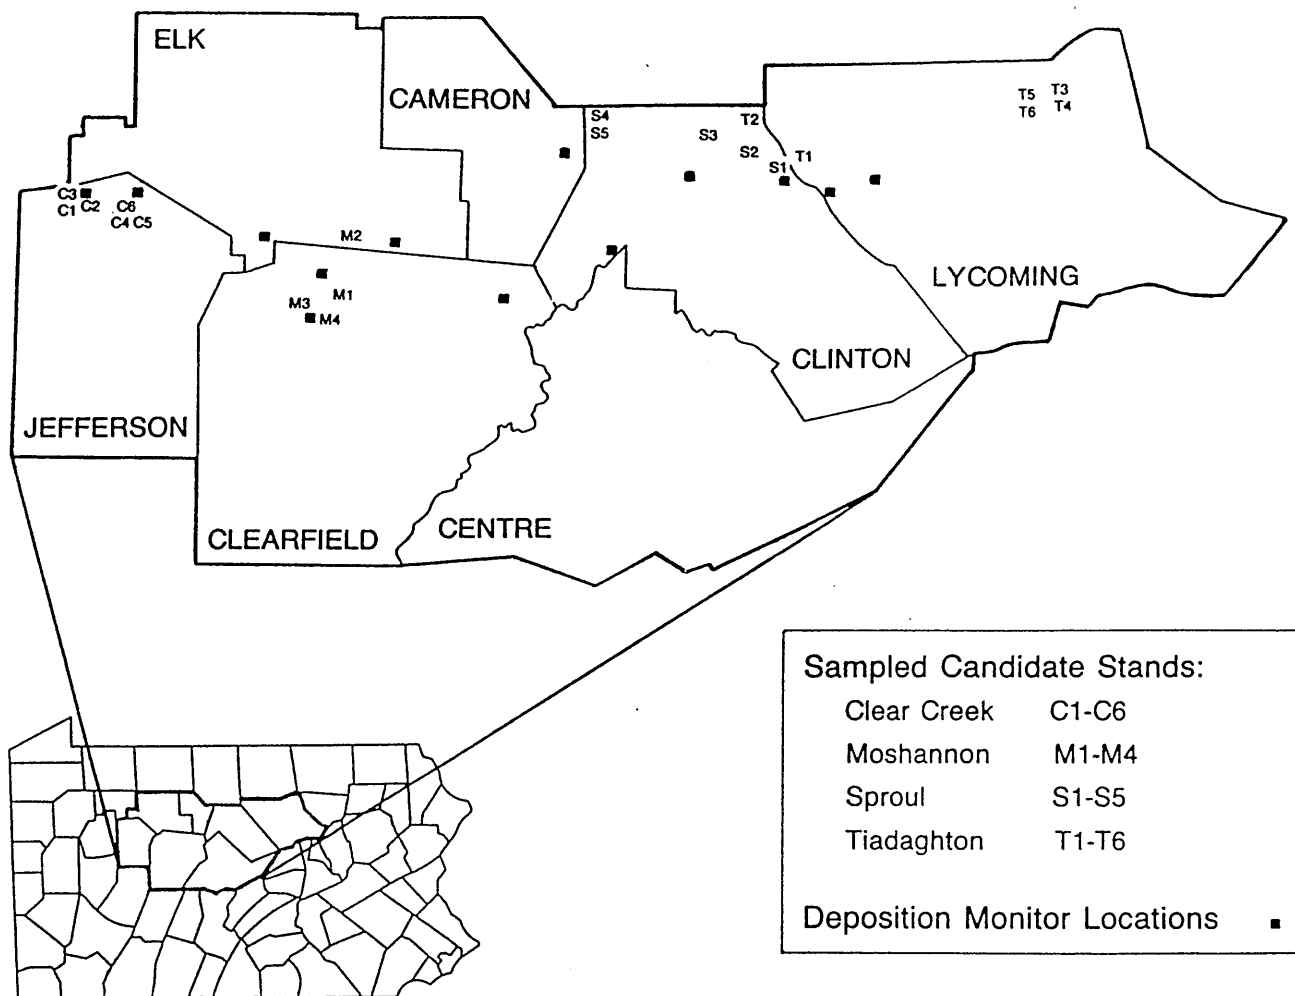 ELK
CAMERON
S4
S5
S3
T2
S2
S1
T1
T5
T3
T6
T4
C3
C1
C2
C6
C4 C5
M2
M1
M3
M4
LYCOMING
CLINTON
JEFFERSON
CLEARFIELD
CENTRE
Sampled Candidate Stands:
Clear Creek C1-C6
Moshannon M1-M4
Sproul S1-S5
Tiadaghton T1-T6
Deposition Monitor Locations